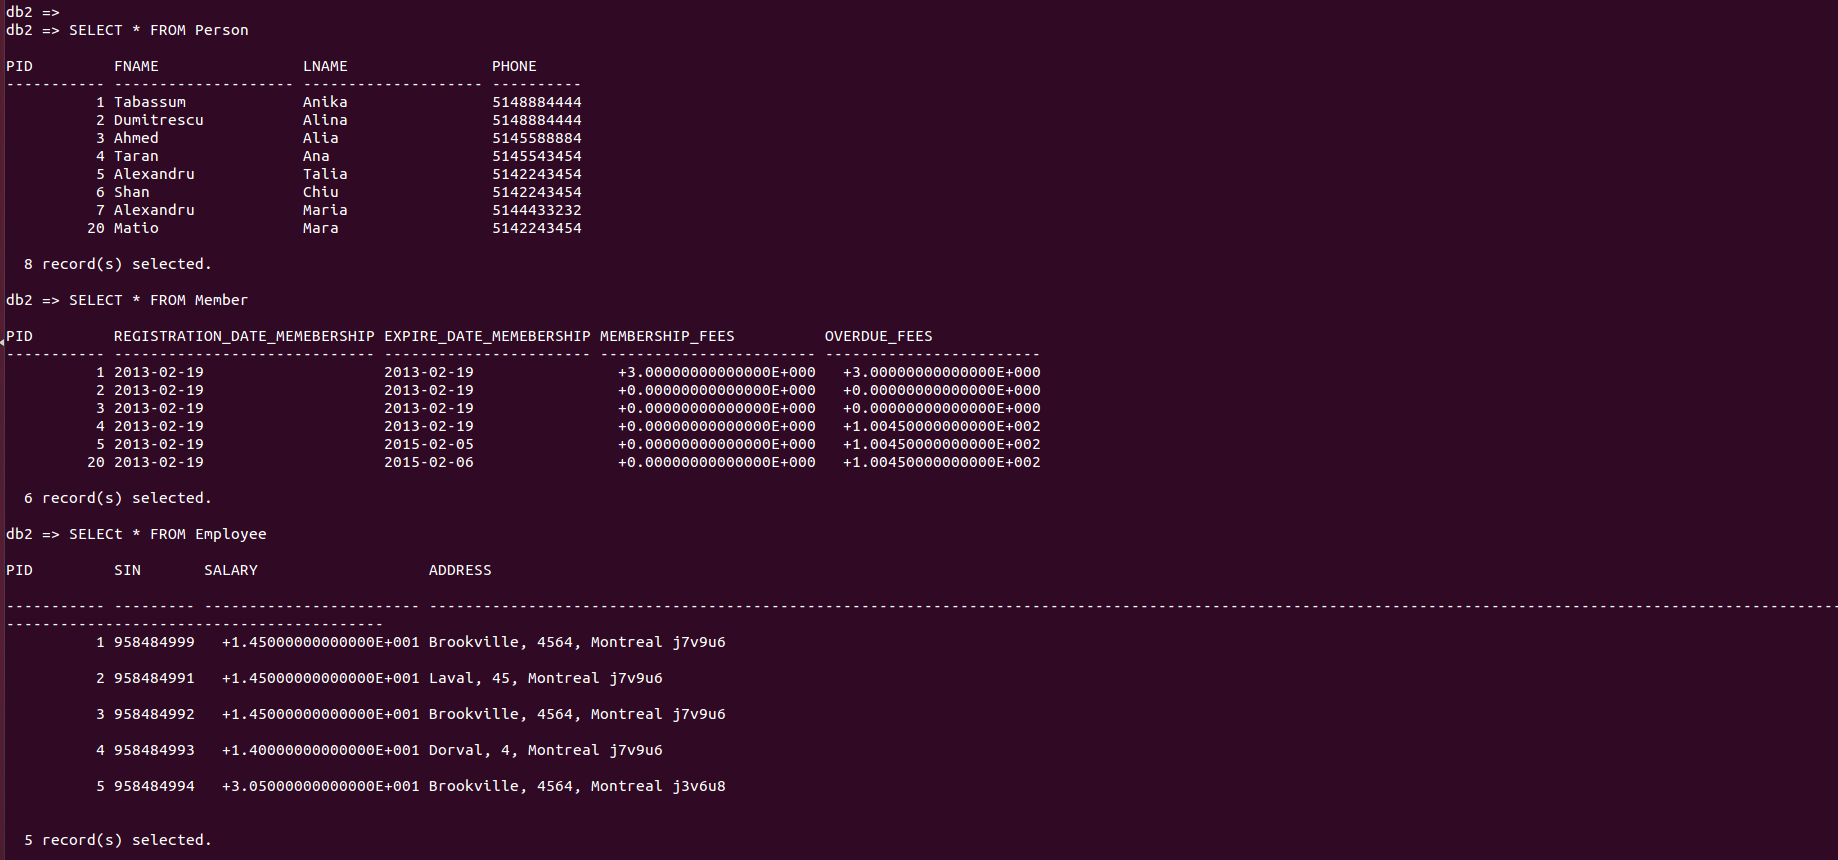 db2 =>
db2 => SELECT * FROM Person
PID         FNAME                LNAME                PHONE
----------- -------------------- -------------------- ----------
          1 Tabassum             Anika                5148884444
          2 Dumitrescu           Alina                5148884444
          3 Ahmed                Alia                 5145588884
          4 Taran                Ana                  5145543454
          5 Alexandru            Talia                5142243454
          6 Shan                 Chiu                 5142243454
          7 Alexandru            Maria                5144433232
         20 Matio                Mara                 5142243454
  8 record(s) selected.
db2 => SELECT * FROM Member
PID         REGISTRATION_DATE_MEMEBERSHIP EXPIRE_DATE_MEMEBERSHIP MEMBERSHIP_FEES          OVERDUE_FEES
----------- ----------------------------- ----------------------- ------------------------ ------------------------
          1 2013-02-19                    2013-02-19                +3.00000000000000E+000   +3.00000000000000E+000
          2 2013-02-19                    2013-02-19                +0.00000000000000E+000   +0.00000000000000E+000
          3 2013-02-19                    2013-02-19                +0.00000000000000E+000   +0.00000000000000E+000
          4 2013-02-19                    2013-02-19                +0.00000000000000E+000   +1.00450000000000E+002
          5 2013-02-19                    2015-02-05                +0.00000000000000E+000   +1.00450000000000E+002
         20 2013-02-19                    2015-02-06                +0.00000000000000E+000   +1.00450000000000E+002
  6 record(s) selected.
db2 => SELECt * FROM Employee
PID         SIN       SALARY                   ADDRESS
----------- --------- ------------------------ ------------------------------------------------------------------------------------------------------------------------------------------------------------
------------------------------------------
          1 958484999   +1.45000000000000E+001 Brookville, 4564, Montreal j7v9u6
          2 958484991   +1.45000000000000E+001 Laval, 45, Montreal j7v9u6
          3 958484992   +1.45000000000000E+001 Brookville, 4564, Montreal j7v9u6
          4 958484993   +1.40000000000000E+001 Dorval, 4, Montreal j7v9u6
          5 958484994   +3.05000000000000E+001 Brookville, 4564, Montreal j3v6u8
  5 record(s) selected.